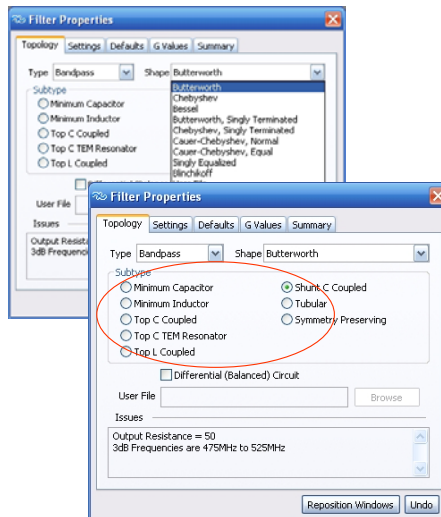 Filter Properties
Topology Settings Defaults G Values Summary
Type Bandpass Shape Butterworth
Subtype
Minimum Capacitor
Minimum Inductor
Top C Coupled
Top C TEM Resonator
Top L Coupled
Butterworth
Chebyshev
Bessel
Butterworth, Singly Terminated
Chebyshev, Singly Terminated
Cauer-Chebyshev, Normal
Cauer-Chebyshev, Equal
Singly Equalized
Blinchikoff
User File
Issues
Output Resista
3dB Frequenci
Filter Properties
Topology Settings Defaults G Values Summary
Type Bandpass Shape Butterworth
Subtype
Minimum Capacitor Shunt C Coupled
Minimum Inductor Tubular
Top C Coupled Symmetry Preserving
Top C TEM Resonator
Top L Coupled
Differential (Balanced) Circuit
User File Browse
Issues
Output Resistance = 50
3dB Frequencies are 475MHz to 525MHz
Reposition Windows Undo